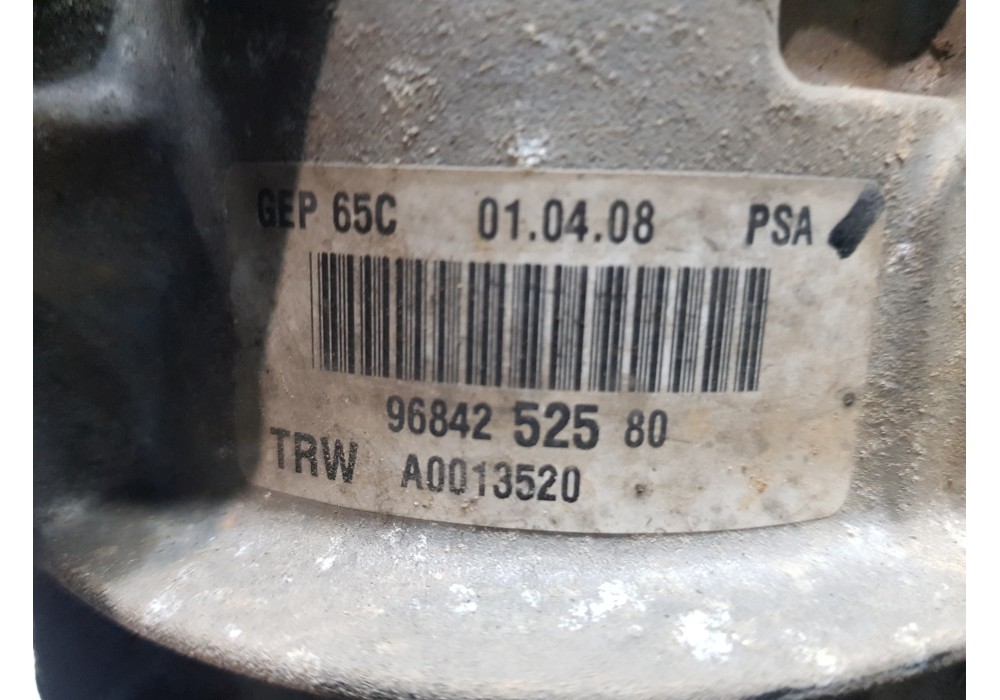 GEP 65C 01.04.08 PSA
96842 525 80
TRW A0013520